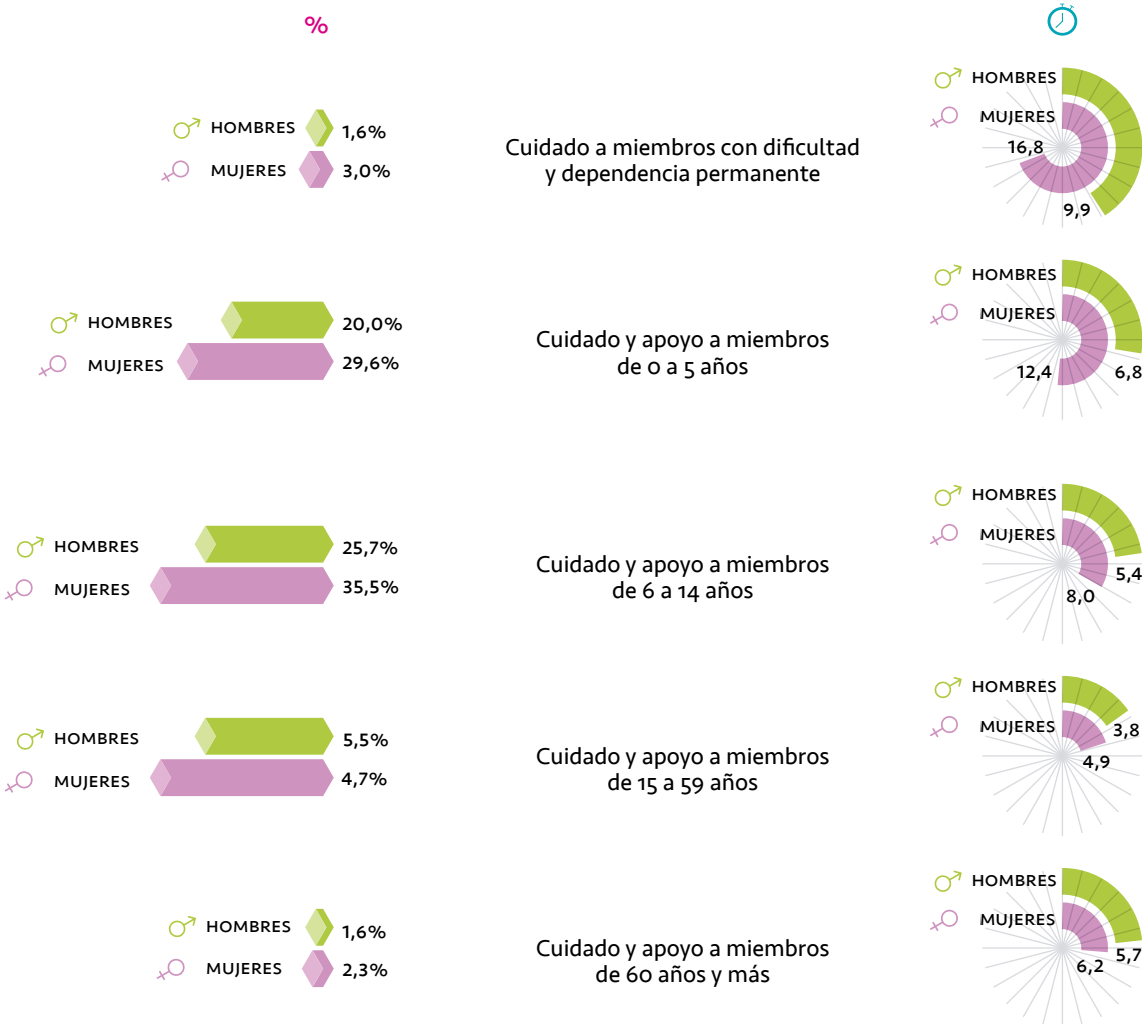 %
HOMBRES 1,6%
MUJERES 3,0%
Cuidado a miembros con dificultad
y dependencia permanente
HOMBRES
MUJERES
16,8
9,9
HOMBRES 20,0%
MUJERES 29,6%
Cuidado y apoyo a miembros
de 0 a 5 años
HOMBRES
MUJERES
12,4 6,8
HOMBRES 25,7%
MUJERES 35,5%
Cuidado y apoyo a miembros
de 6 a 14 años
HOMBRES
MUJERES
5,4
8,0
HOMBRES 5,5%
MUJERES 4,7%
Cuidado y apoyo a miembros
de 15 a 59 años
HOMBRES
MUJERES
3,8
4,9
HOMBRES 1,6%
MUJERES 2,3%
Cuidado y apoyo a miembros
de 60 años y más
HOMBRES
MUJERES
5,7
6,2